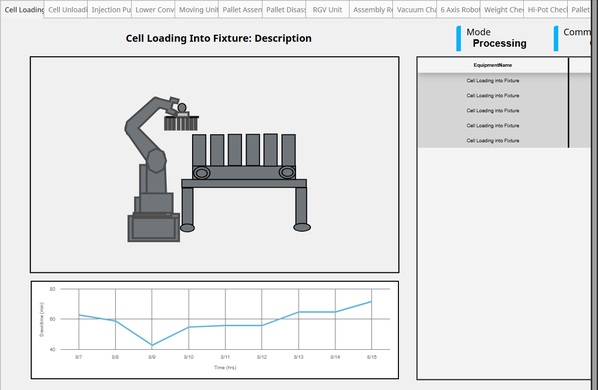 Cell Loading Cell Unloadi Injection Pu Lower Conv Moving Unit Pallet Assen Pallet Disass RGV Unit Assembly Ro Vacuum Cha 6 Axis Robot Weight Chec Hi-Pot Chec Pallet
Cell Loading Into Fixture: Description
Mode
Processing
Comm
EquipmentName
Cell Loading into Fixture
Cell Loading into Fixture
Cell Loading into Fixture
Cell Loading into Fixture
Cell Loading into Fixture
80
60
40
Downtime (min)
8/7 8/8 8/9 8/10 8/11 8/12 8/13 8/14 8/15
Time (hrs)